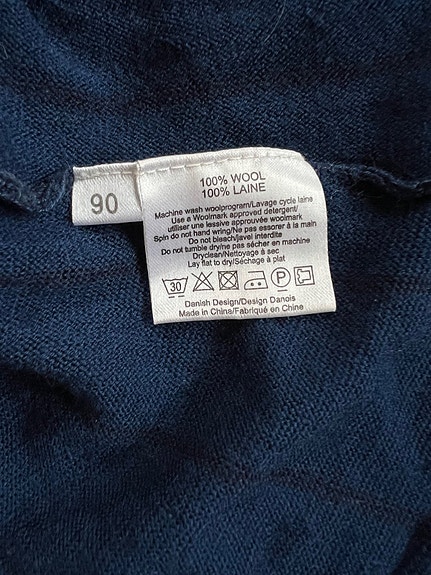 90
100% WOOL
100% LAINE
Machine wash woolprogram/Lavage cycle laine
Use a Woolmark approved detergent/
utiliser une lessive approuvée woolmark
Spin do not hand wring/Ne pas essorer à la main
Do not bleach/javel interdite
Do not tumble dry/ne pas sécher en machine
Dryclean/Nettoyage à sec
Lay flat to dry/Séchage à plat
30 P
Danish Design/Design Danois
Made in China/Fabriqué en Chine